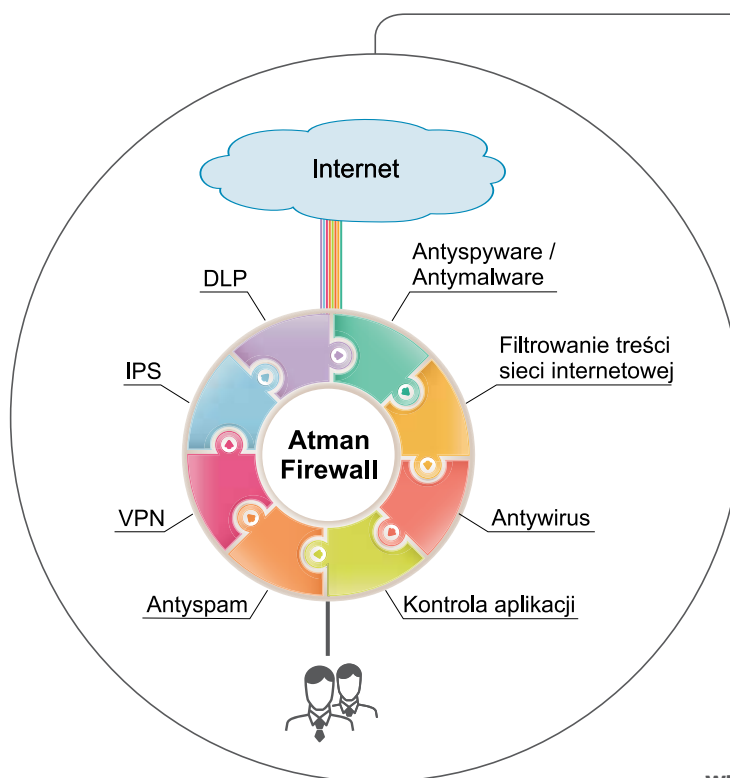 Internet
DLP
Antyspyware /
Antymalware
IPS
Filtrowanie treści
sieci internetowej
Atman
Firewall
VPN
Antywirus
Antyspam
Kontrola aplikacji